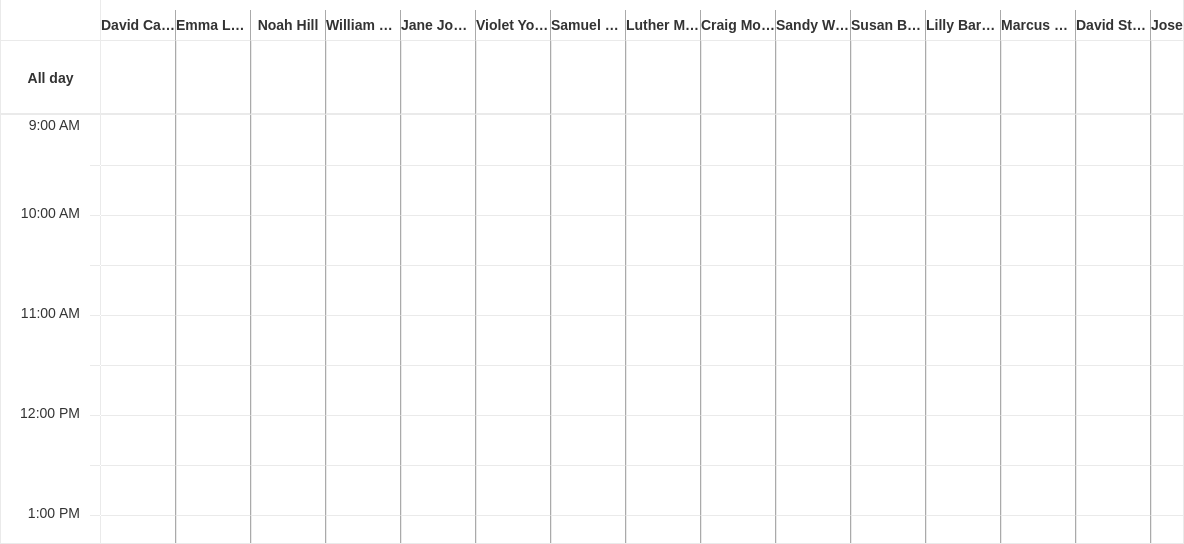 David Ca… Emma L… Noah Hill William … Jane Jo… Violet Yo… Samuel … Luther M… Craig Mo… Sandy W… Susan B… Lilly Bar… Marcus … David St… Jose
All day
9:00 AM
10:00 AM
11:00 AM
12:00 PM
1:00 PM